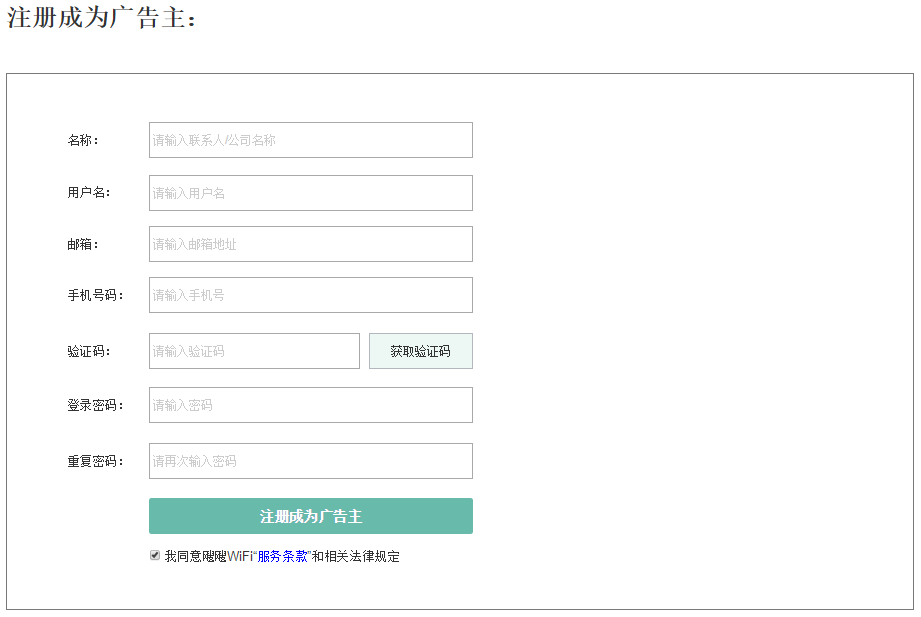 注册成为广告主：
名称： 请输入联系人/公司名称
用户名： 请输入用户名
邮箱： 请输入邮箱地址
手机号码： 请输入手机号
验证码： 请输入验证码 获取验证码
登录密码： 请输入密码
重复密码： 请再次输入密码
注册成为广告主
我同意嗖嗖WiFi“服务条款”和相关法律规定